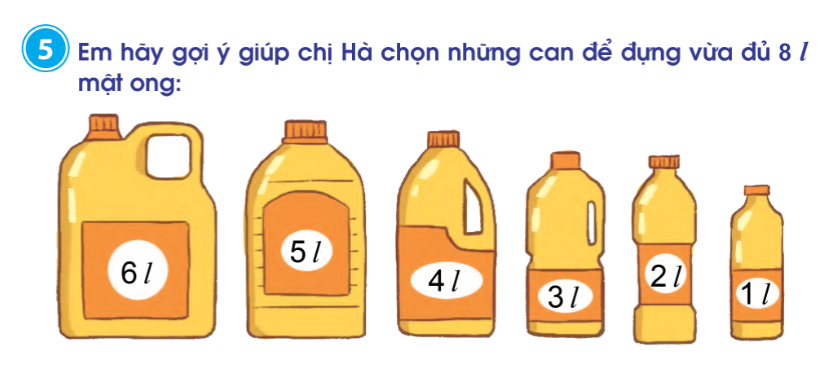 5 Em hãy gợi ý giúp chị Hà chọn những can để đựng vừa đủ 8 l
mật ong:
6 l
5 l
4 l
3 l
2 l
1 l